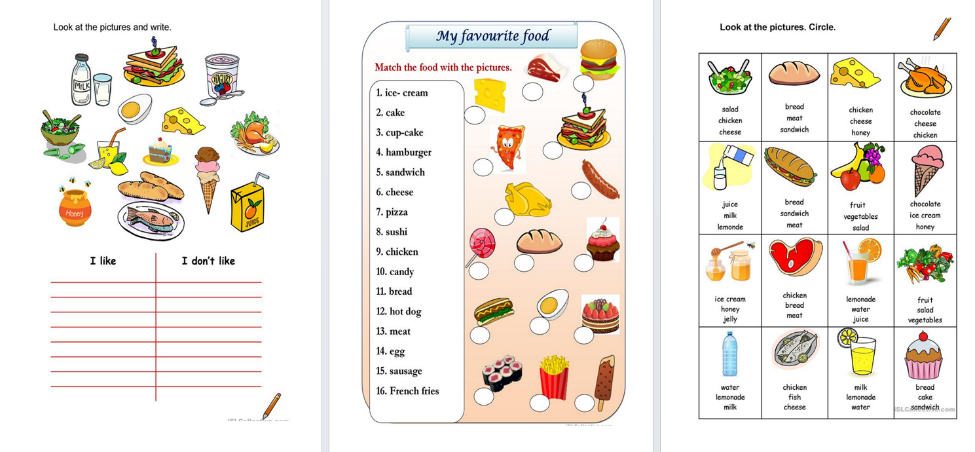 Look at the pictures and write.
MILK
YOGURT
Honey
JUICE
I like
I don't like
My favourite food
Match the food with the pictures.
1. ice- cream
2. cake
3. cup-cake
4. hamburger
5. sandwich
6. cheese
7. pizza
8. sushi
9. chicken
10. candy
11. bread
12. hot dog
13. meat
14. egg
15. sausage
16. French fries
Look at the pictures. Circle.
salad
chicken
cheese
bread
meat
sandwich
chicken
cheese
honey
chocolate
cheese
chicken
juice
milk
lemonde
bread
sandwich
meat
fruit
vegetables
salad
chocolate
ice cream
honey
ice cream
honey
jelly
chicken
bread
meat
lemonade
water
juice
fruit
salad
vegetables
water
lemonade
milk
chicken
fish
cheese
milk
lemonade
water
bread
cake
sandwich
iSLCollective.com